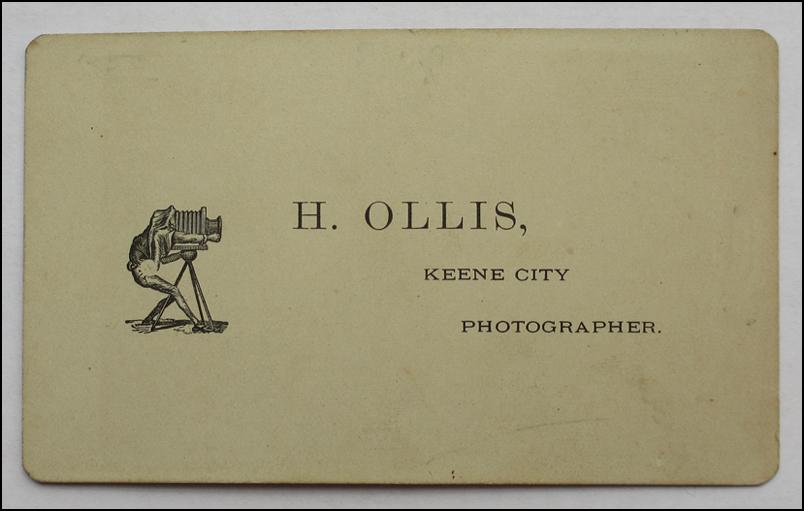 H. OLLIS,
KEENE CITY
PHOTOGRAPHER.